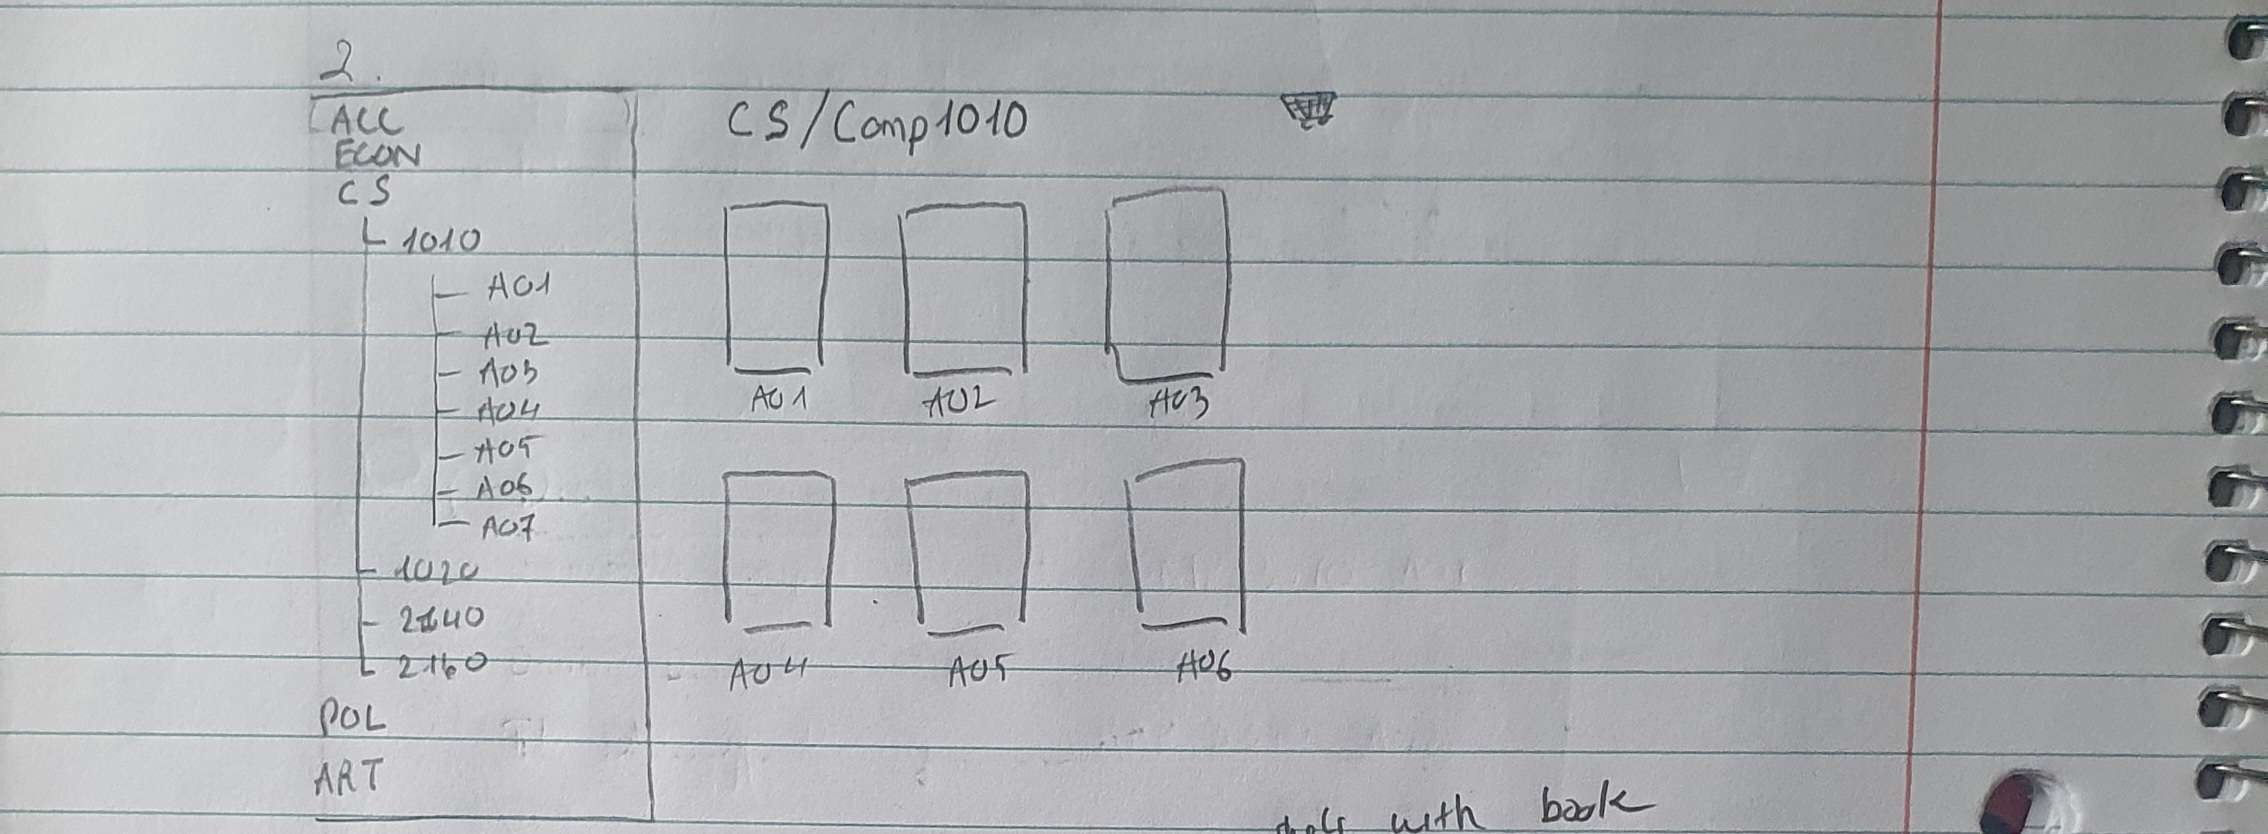 2.
ACC
ECON
CS
1010
A01
A02
A03
A04
A05
A06
A07
1020
2140
2160
POL
ART
CS/Comp1010
A01 A02 A03
A04 A05 A06
with book